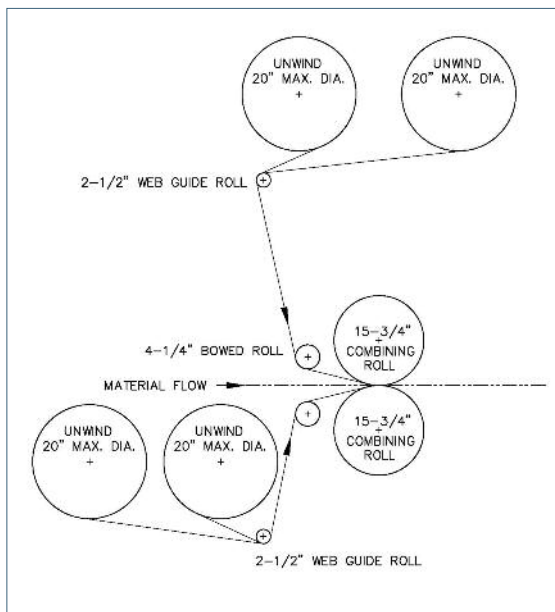 UNWIND
20" MAX. DIA.
UNWIND
20" MAX. DIA.
2-1/2" WEB GUIDE ROLL
4-1/4" BOWED ROLL
15-3/4"
COMBINING
ROLL
MATERIAL FLOW
15-3/4"
COMBINING
ROLL
UNWIND
20" MAX. DIA.
UNWIND
20" MAX. DIA.
2-1/2" WEB GUIDE ROLL